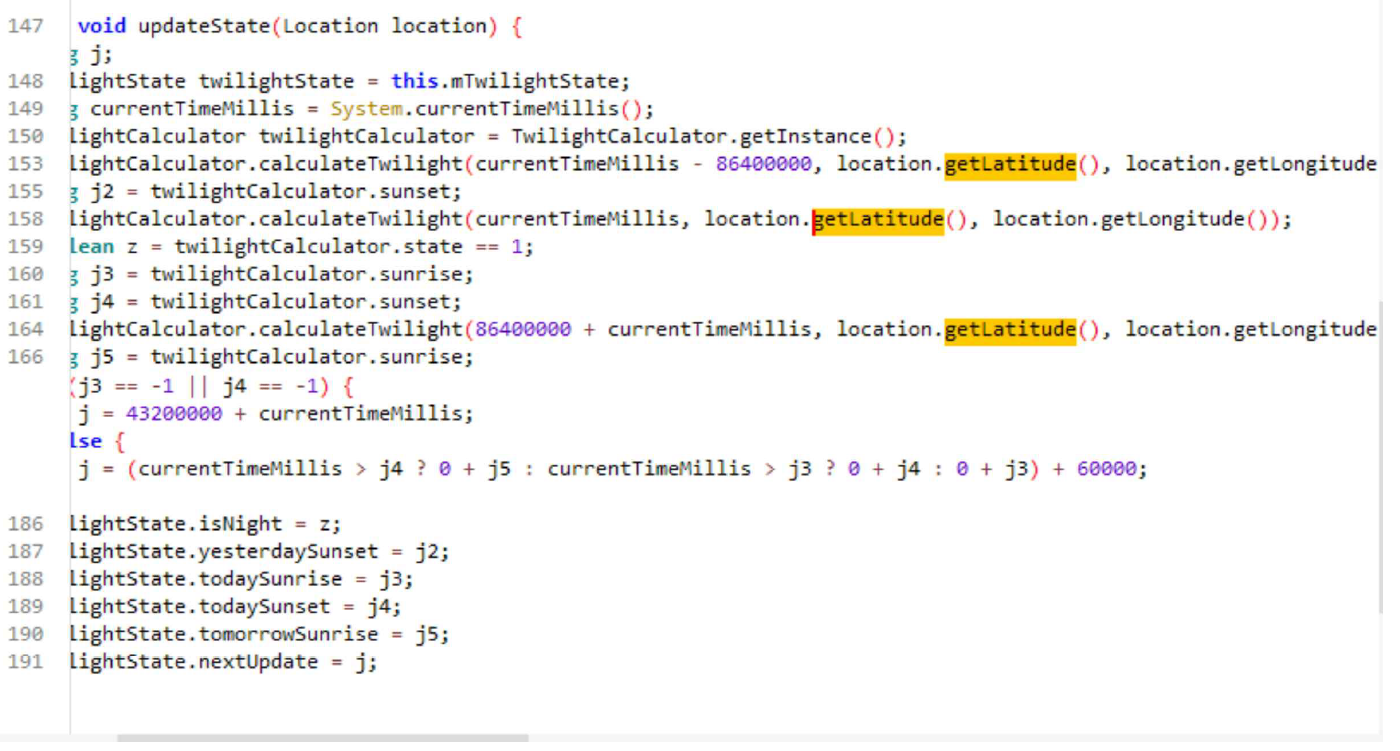 147 void updateState(Location location) {
g j;
148 lightState twilightState = this.mTwilightState;
149 g currentTimeMillis = System.currentTimeMillis();
150 lightCalculator twilightCalculator = TwilightCalculator.getInstance();
153 lightCalculator.calculateTwilight(currentTimeMillis - 86400000, location.getLatitude(), location.getLongitude
155 g j2 = twilightCalculator.sunset;
158 lightCalculator.calculateTwilight(currentTimeMillis, location.getLatitude(), location.getLongitude());
159 lean z = twilightCalculator.state == 1;
160 g j3 = twilightCalculator.sunrise;
161 g j4 = twilightCalculator.sunset;
164 lightCalculator.calculateTwilight(86400000 + currentTimeMillis, location.getLatitude(), location.getLongitude
166 g j5 = twilightCalculator.sunrise;
(j3 == -1 || j4 == -1) {
j = 43200000 + currentTimeMillis;
lse {
j = (currentTimeMillis > j4 ? 0 + j5 : currentTimeMillis > j3 ? 0 + j4 : 0 + j3) + 60000;
186 lightState.isNight = z;
187 lightState.yesterdaySunset = j2;
188 lightState.todaySunrise = j3;
189 lightState.todaySunset = j4;
190 lightState.tomorrowSunrise = j5;
191 lightState.nextUpdate = j;